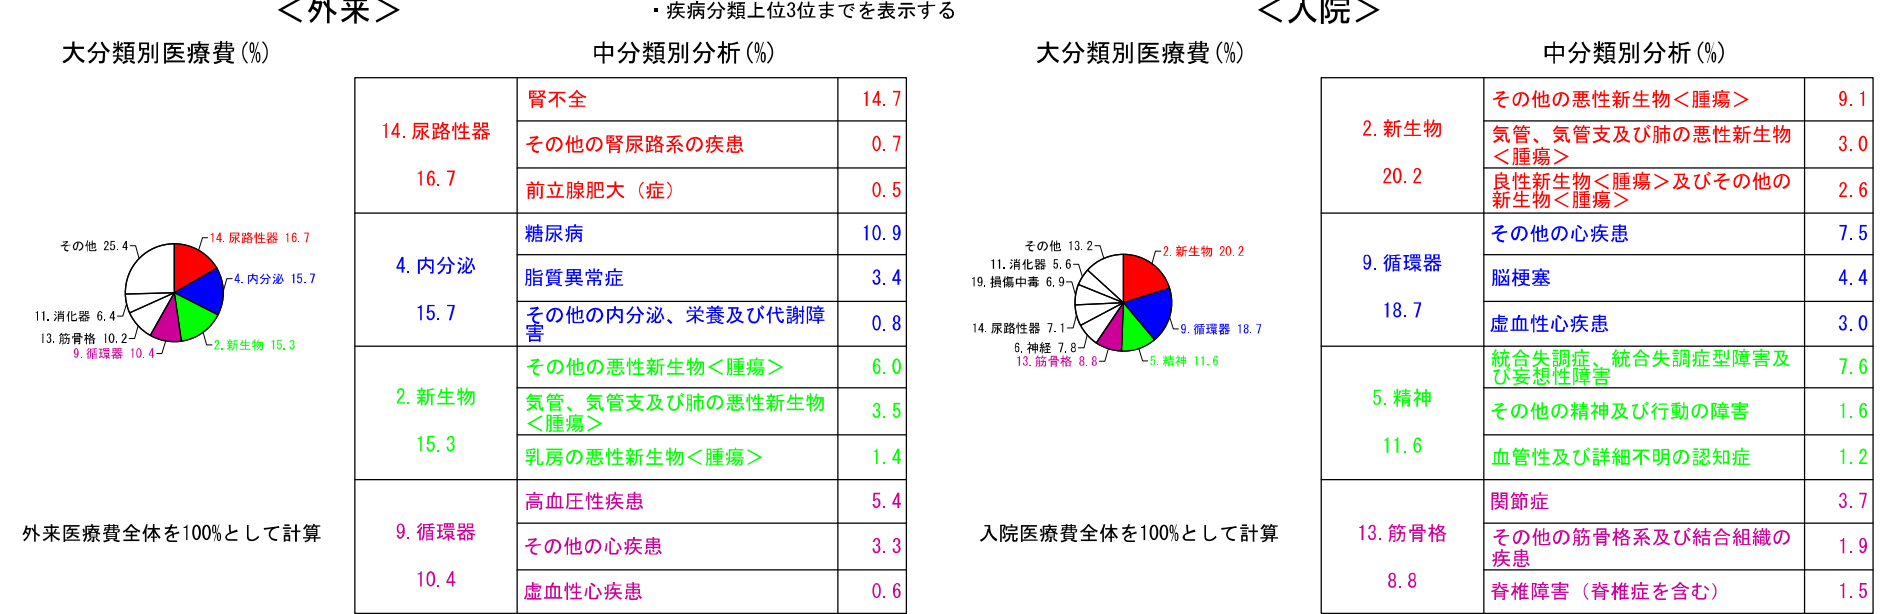 ＜外来＞
・疾病分類上位3位までを表示する
＜入院＞
大分類別医療費(%)
中分類別分析(%)
14.尿路性器
16.7
腎不全 14.7
その他の腎尿路系の疾患 0.7
前立腺肥大（症） 0.5
4.内分泌
15.7
糖尿病 10.9
脂質異常症 3.4
その他の内分泌、栄養及び代謝障
害
0.8
2.新生物
15.3
その他の悪性新生物＜腫瘍＞ 6.0
気管、気管支及び肺の悪性新生物
＜腫瘍＞
3.5
乳房の悪性新生物＜腫瘍＞ 1.4
9.循環器
10.4
高血圧性疾患 5.4
その他の心疾患 3.3
虚血性心疾患 0.6
その他 25.4
14.尿路性器 16.7
4.内分泌 15.7
11.消化器 6.4
13.筋骨格 10.2
9.循環器 10.4
2.新生物 15.3
外来医療費全体を100%として計算
大分類別医療費(%)
中分類別分析(%)
2.新生物
20.2
その他の悪性新生物＜腫瘍＞ 9.1
気管、気管支及び肺の悪性新生物
＜腫瘍＞
3.0
良性新生物＜腫瘍＞及びその他の
新生物＜腫瘍＞
2.6
9.循環器
18.7
その他の心疾患 7.5
脳梗塞 4.4
虚血性心疾患 3.0
5.精神
11.6
統合失調症、統合失調症型障害及
び妄想性障害
7.6
その他の精神及び行動の障害 1.6
血管性及び詳細不明の認知症 1.2
13.筋骨格
8.8
関節症 3.7
その他の筋骨格系及び結合組織の
疾患
1.9
脊椎障害（脊椎症を含む） 1.5
その他 13.2
2.新生物 20.2
11.消化器 5.6
19.損傷中毒 6.9
14.尿路性器 7.1
9.循環器 18.7
6.神経 7.8
13.筋骨格 8.8
5.精神 11.6
入院医療費全体を100%として計算